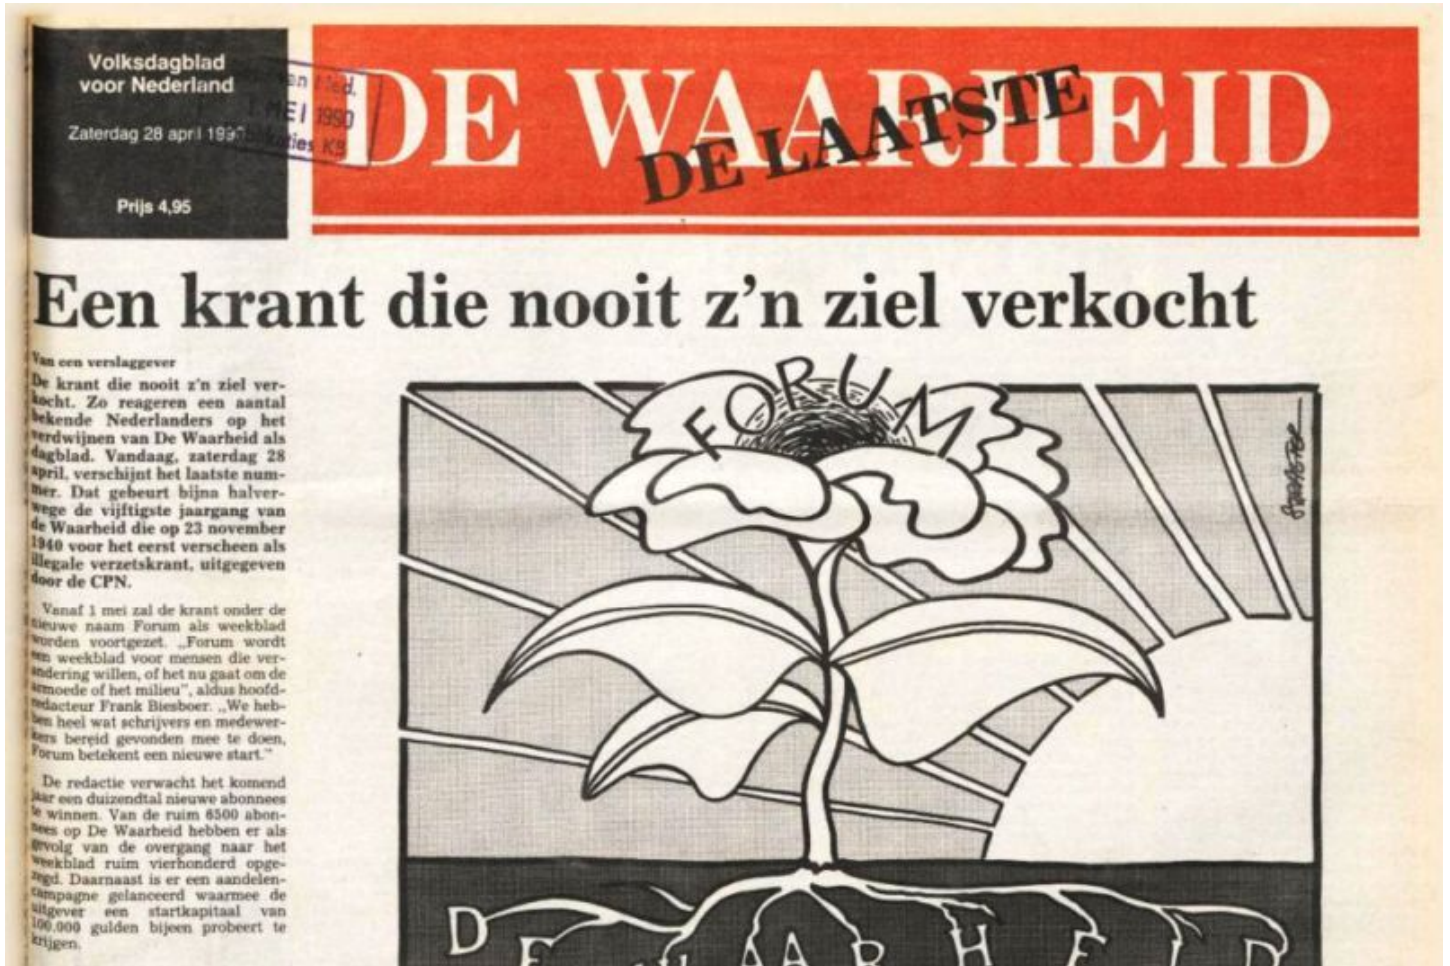 Volksdagblad
voor Nederland
Zaterdag 28 april 1990
Prijs 4,95
MEI 1990
DE WAARHEID
DE LAATSTE
Een krant die nooit z'n ziel verkocht
Van een verslaggever
De krant die nooit z'n ziel ver-
kocht. Zo reageren een aantal
bekende Nederlanders op het
verdwijnen van De Waarheid als
dagblad. Vandaag, zaterdag 28
april, verschijnt het laatste num-
mer. Dat gebeurt bijna halver-
wege de vijftigste jaargang van
de Waarheid die op 23 november
1940 voor het eerst verscheen als
illegale verzetskrant, uitgegeven
door de CPN.
Vanaf 1 mei zal de krant onder de
nieuwe naam Forum als weekblad
worden voortgezet. „Forum wordt
een weekblad voor mensen die ver-
andering willen, of het nu gaat om de
armoede of het milieu", aldus hoofd-
redacteur Frank Biesboer. „We heb-
ben heel wat schrijvers en medewer-
kers bereid gevonden mee te doen,
Forum betekent een nieuwe start."
De redactie verwacht het komend
jaar een duizendtal nieuwe abonnees
te winnen. Van de ruim 6500 abon-
nees op De Waarheid hebben er als
gevolg van de overgang naar het
weekblad ruim vierhonderd opge-
zegd. Daarnaast is er een aandelen-
campagne gelanceerd waarmee de
uitgever een startkapitaal van
100.000 gulden bijeen probeert te
krijgen.
FORUM
DE WAARHEID